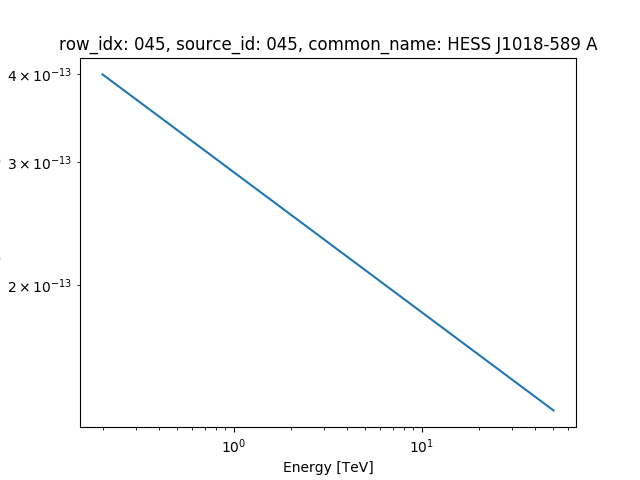 row_idx: 045, source_id: 045, common_name: HESS J1018-589 A
4 × 10⁻¹³
3 × 10⁻¹³
2 × 10⁻¹³
10⁰ 10¹
Energy [TeV]